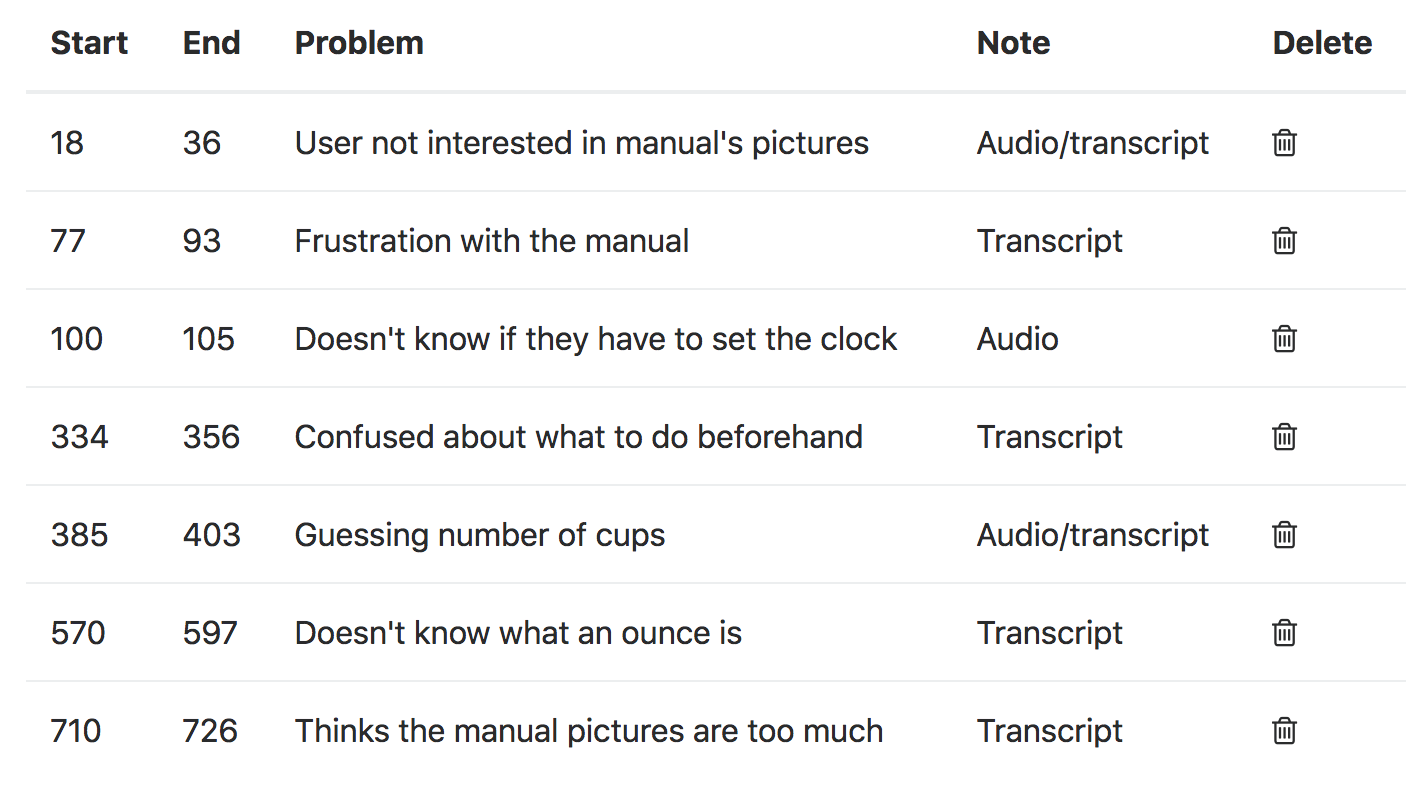 Start End Problem Note Delete
18 36 User not interested in manual's pictures Audio/transcript
77 93 Frustration with the manual Transcript
100 105 Doesn't know if they have to set the clock Audio
334 356 Confused about what to do beforehand Transcript
385 403 Guessing number of cups Audio/transcript
570 597 Doesn't know what an ounce is Transcript
710 726 Thinks the manual pictures are too much Transcript